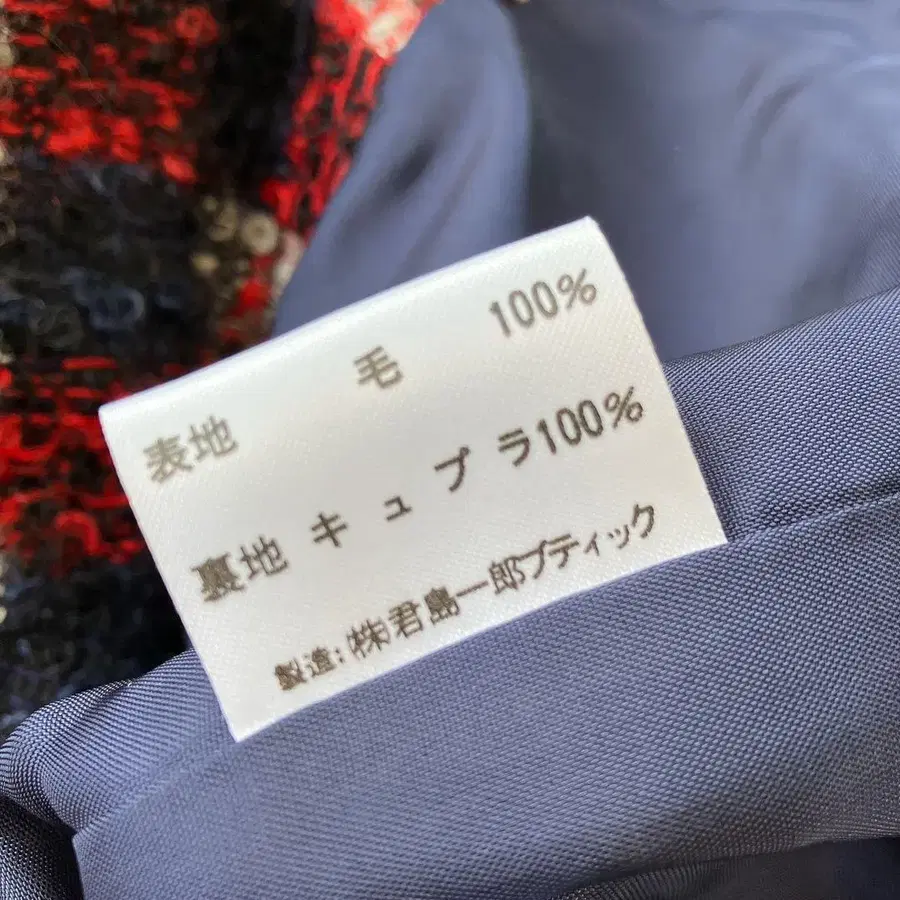 表地 毛 100%
裏地 キュプラ100%
製造:㈱君島一郎ブティック